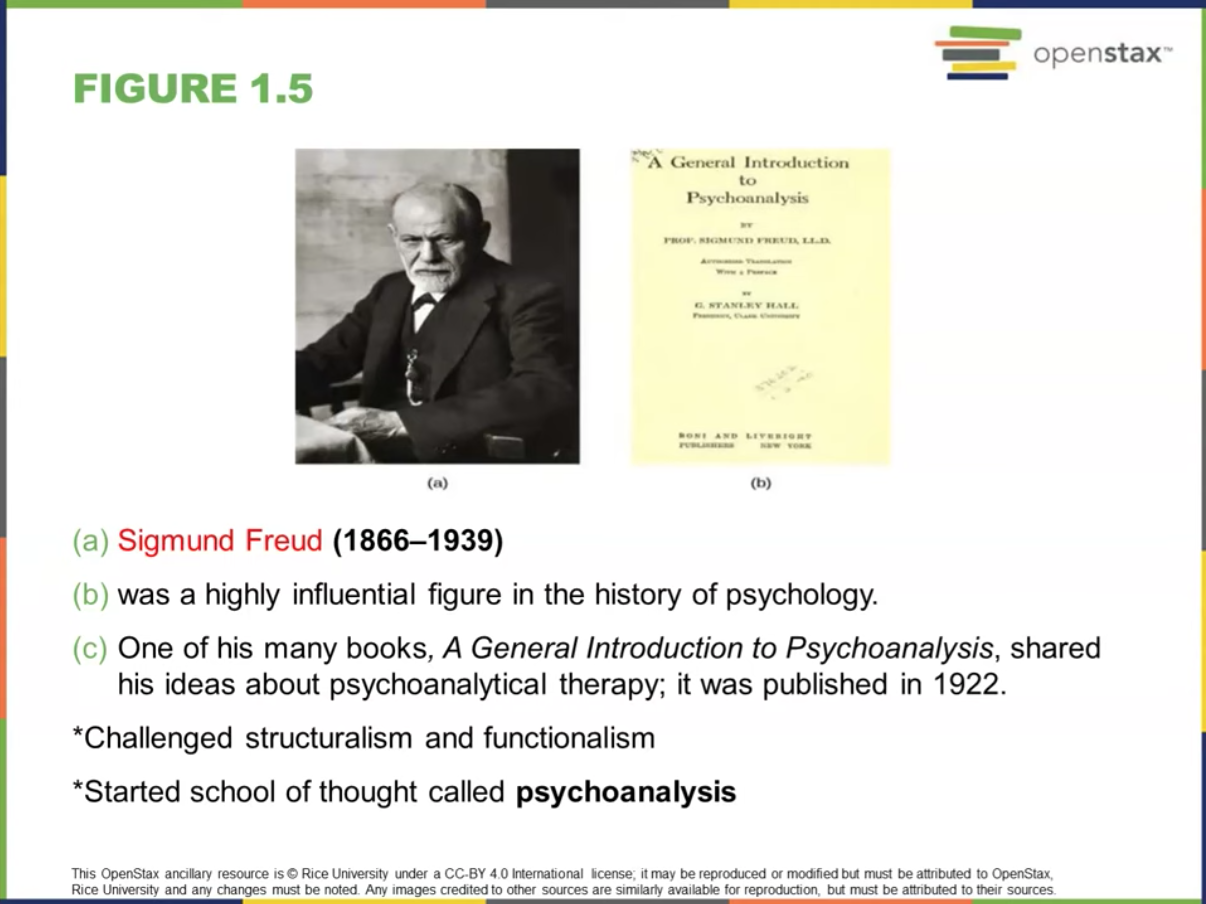 openstax™
FIGURE 1.5
A General Introduction
to
Psychoanalysis
BY
PROF. SIGMUND FREUD, LL.D.
AUTHORIZED TRANSLATION
WITH A PREFACE
BY
G. STANLEY HALL
PRESIDENT, CLARK UNIVERSITY
BONI AND LIVERIGHT
PUBLISHERS NEW YORK
(a)
(b)
(a) Sigmund Freud (1866–1939)
(b) was a highly influential figure in the history of psychology.
(c) One of his many books, A General Introduction to Psychoanalysis, shared
his ideas about psychoanalytical therapy; it was published in 1922.
*Challenged structuralism and functionalism
*Started school of thought called psychoanalysis
This OpenStax ancillary resource is © Rice University under a CC-BY 4.0 International license; it may be reproduced or modified but must be attributed to OpenStax,
Rice University and any changes must be noted. Any images credited to other sources are similarly available for reproduction, but must be attributed to their sources.